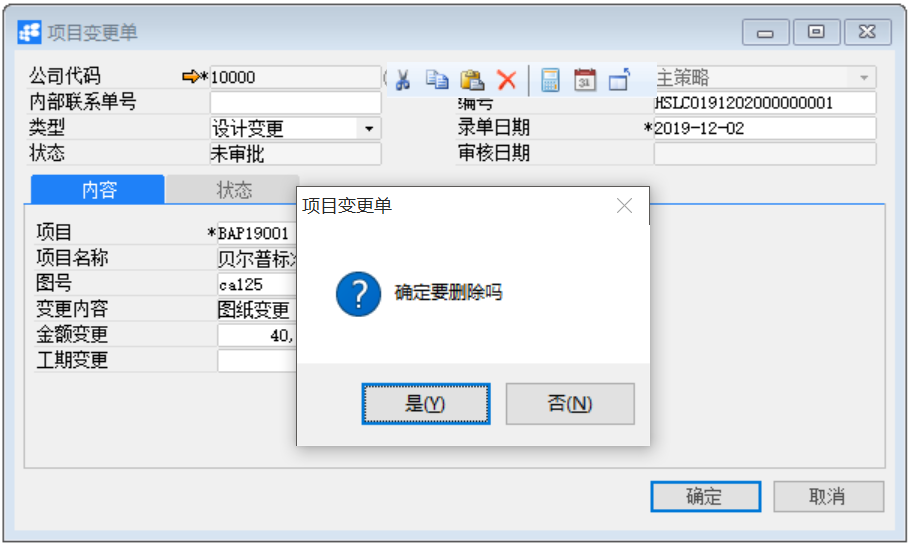 项目变更单
公司代码 *10000 主策略
内部联系单号 编号 HSLC0191202000000001
类型 设计变更 录单日期 *2019-12-02
状态 未审批 审核日期
内容 状态
项目变更单
项目 *BAP19001
项目名称 贝尔普标
图号 ca125
确定要删除吗
变更内容 图纸变更
金额变更 40,
工期变更
是(Y) 否(N)
确定 取消